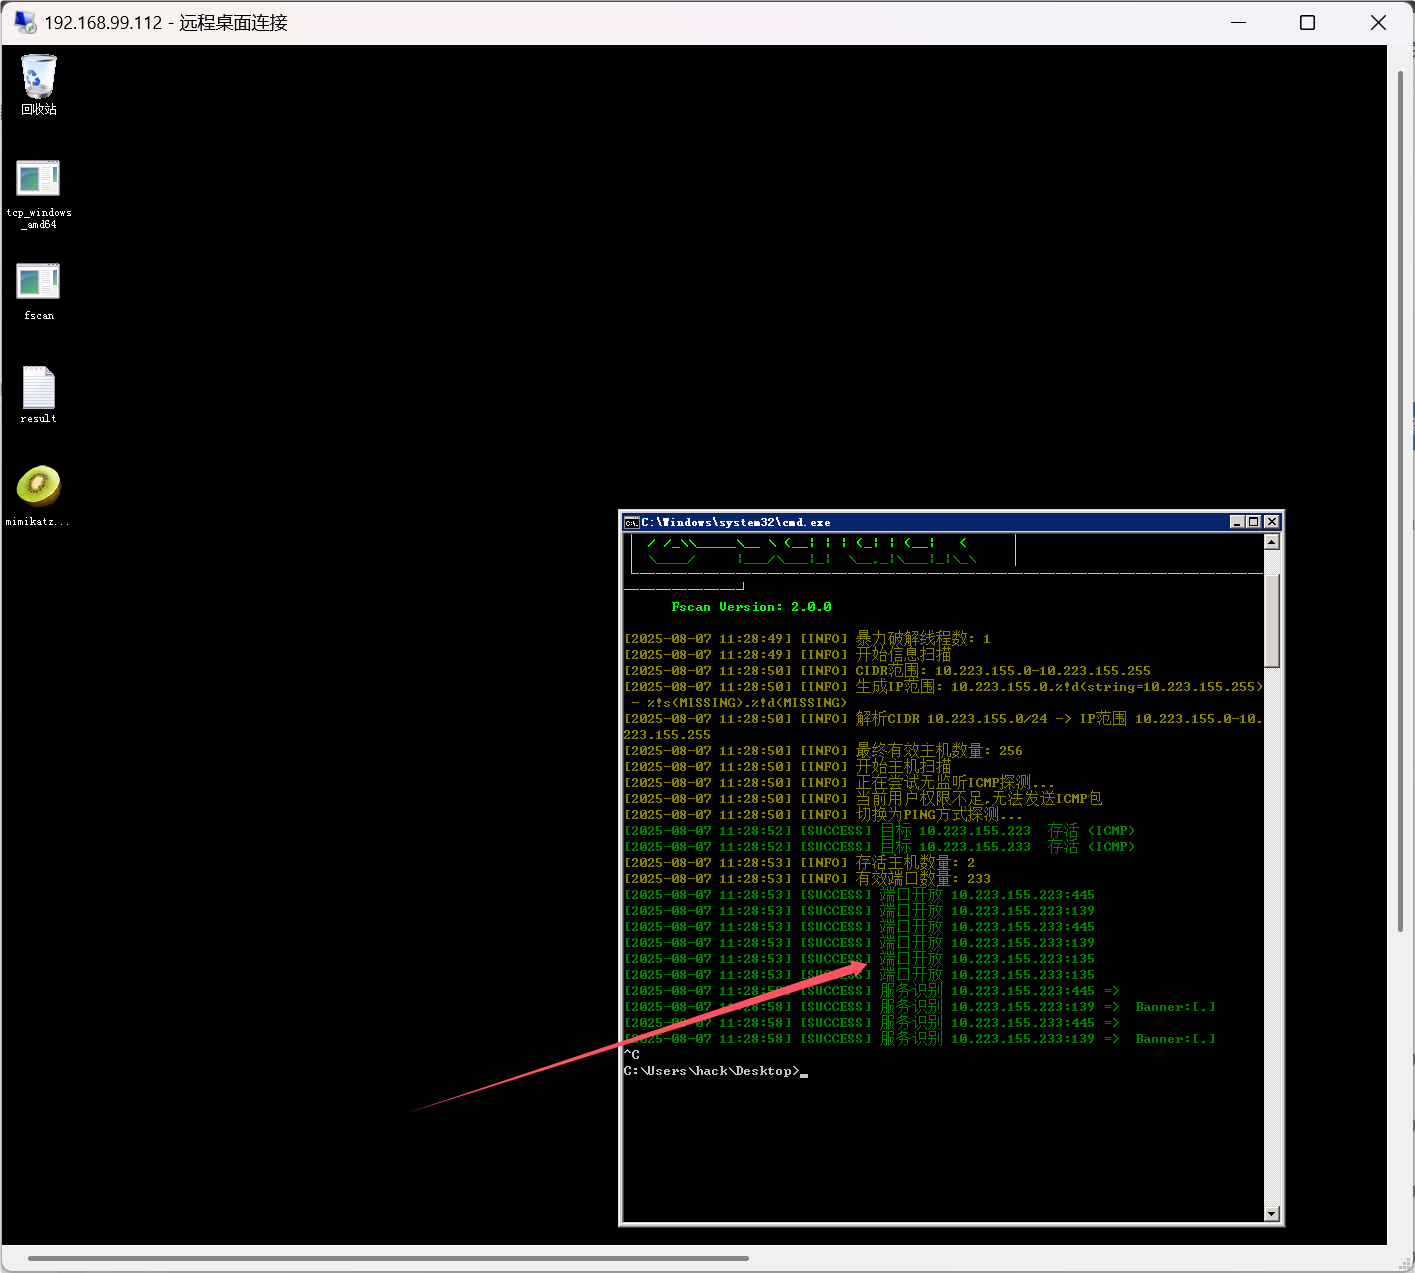 192.168.99.112 - 远程桌面连接
回收站
tcp_windows
_amd64
fscan
result
mimikatz...
C:\Windows\system32\cmd.exe
Fscan Version: 2.0.0
[2025-08-07 11:28:49] [INFO] 暴力破解线程数: 1
[2025-08-07 11:28:49] [INFO] 开始信息扫描
[2025-08-07 11:28:50] [INFO] CIDR范围: 10.223.155.0-10.223.155.255
[2025-08-07 11:28:50] [INFO] 生成IP范围: 10.223.155.0.%!d(string=10.223.155.255)
- %!s(MISSING).%!d(MISSING)
[2025-08-07 11:28:50] [INFO] 解析CIDR 10.223.155.0/24 -> IP范围 10.223.155.0-10.
223.155.255
[2025-08-07 11:28:50] [INFO] 最终有效主机数量: 256
[2025-08-07 11:28:50] [INFO] 开始主机扫描
[2025-08-07 11:28:50] [INFO] 正在尝试无监听ICMP探测...
[2025-08-07 11:28:50] [INFO] 当前用户权限不足,无法发送ICMP包
[2025-08-07 11:28:50] [INFO] 切换为PING方式探测...
[2025-08-07 11:28:52] [SUCCESS] 目标 10.223.155.223 存活 (ICMP)
[2025-08-07 11:28:52] [SUCCESS] 目标 10.223.155.233 存活 (ICMP)
[2025-08-07 11:28:53] [INFO] 存活主机数量: 2
[2025-08-07 11:28:53] [INFO] 有效端口数量: 233
[2025-08-07 11:28:53] [SUCCESS] 端口开放 10.223.155.223:445
[2025-08-07 11:28:53] [SUCCESS] 端口开放 10.223.155.223:139
[2025-08-07 11:28:53] [SUCCESS] 端口开放 10.223.155.233:445
[2025-08-07 11:28:53] [SUCCESS] 端口开放 10.223.155.233:139
[2025-08-07 11:28:53] [SUCCESS] 端口开放 10.223.155.223:135
[2025-08-07 11:28:53] [SUCCESS] 端口开放 10.223.155.233:135
[2025-08-07 11:28:58] [SUCCESS] 服务识别 10.223.155.223:445 =>
[2025-08-07 11:28:58] [SUCCESS] 服务识别 10.223.155.223:139 => Banner:[.]
[2025-08-07 11:28:58] [SUCCESS] 服务识别 10.223.155.233:445 =>
[2025-08-07 11:28:58] [SUCCESS] 服务识别 10.223.155.233:139 => Banner:[.]
^C
C:\Users\hack\Desktop>